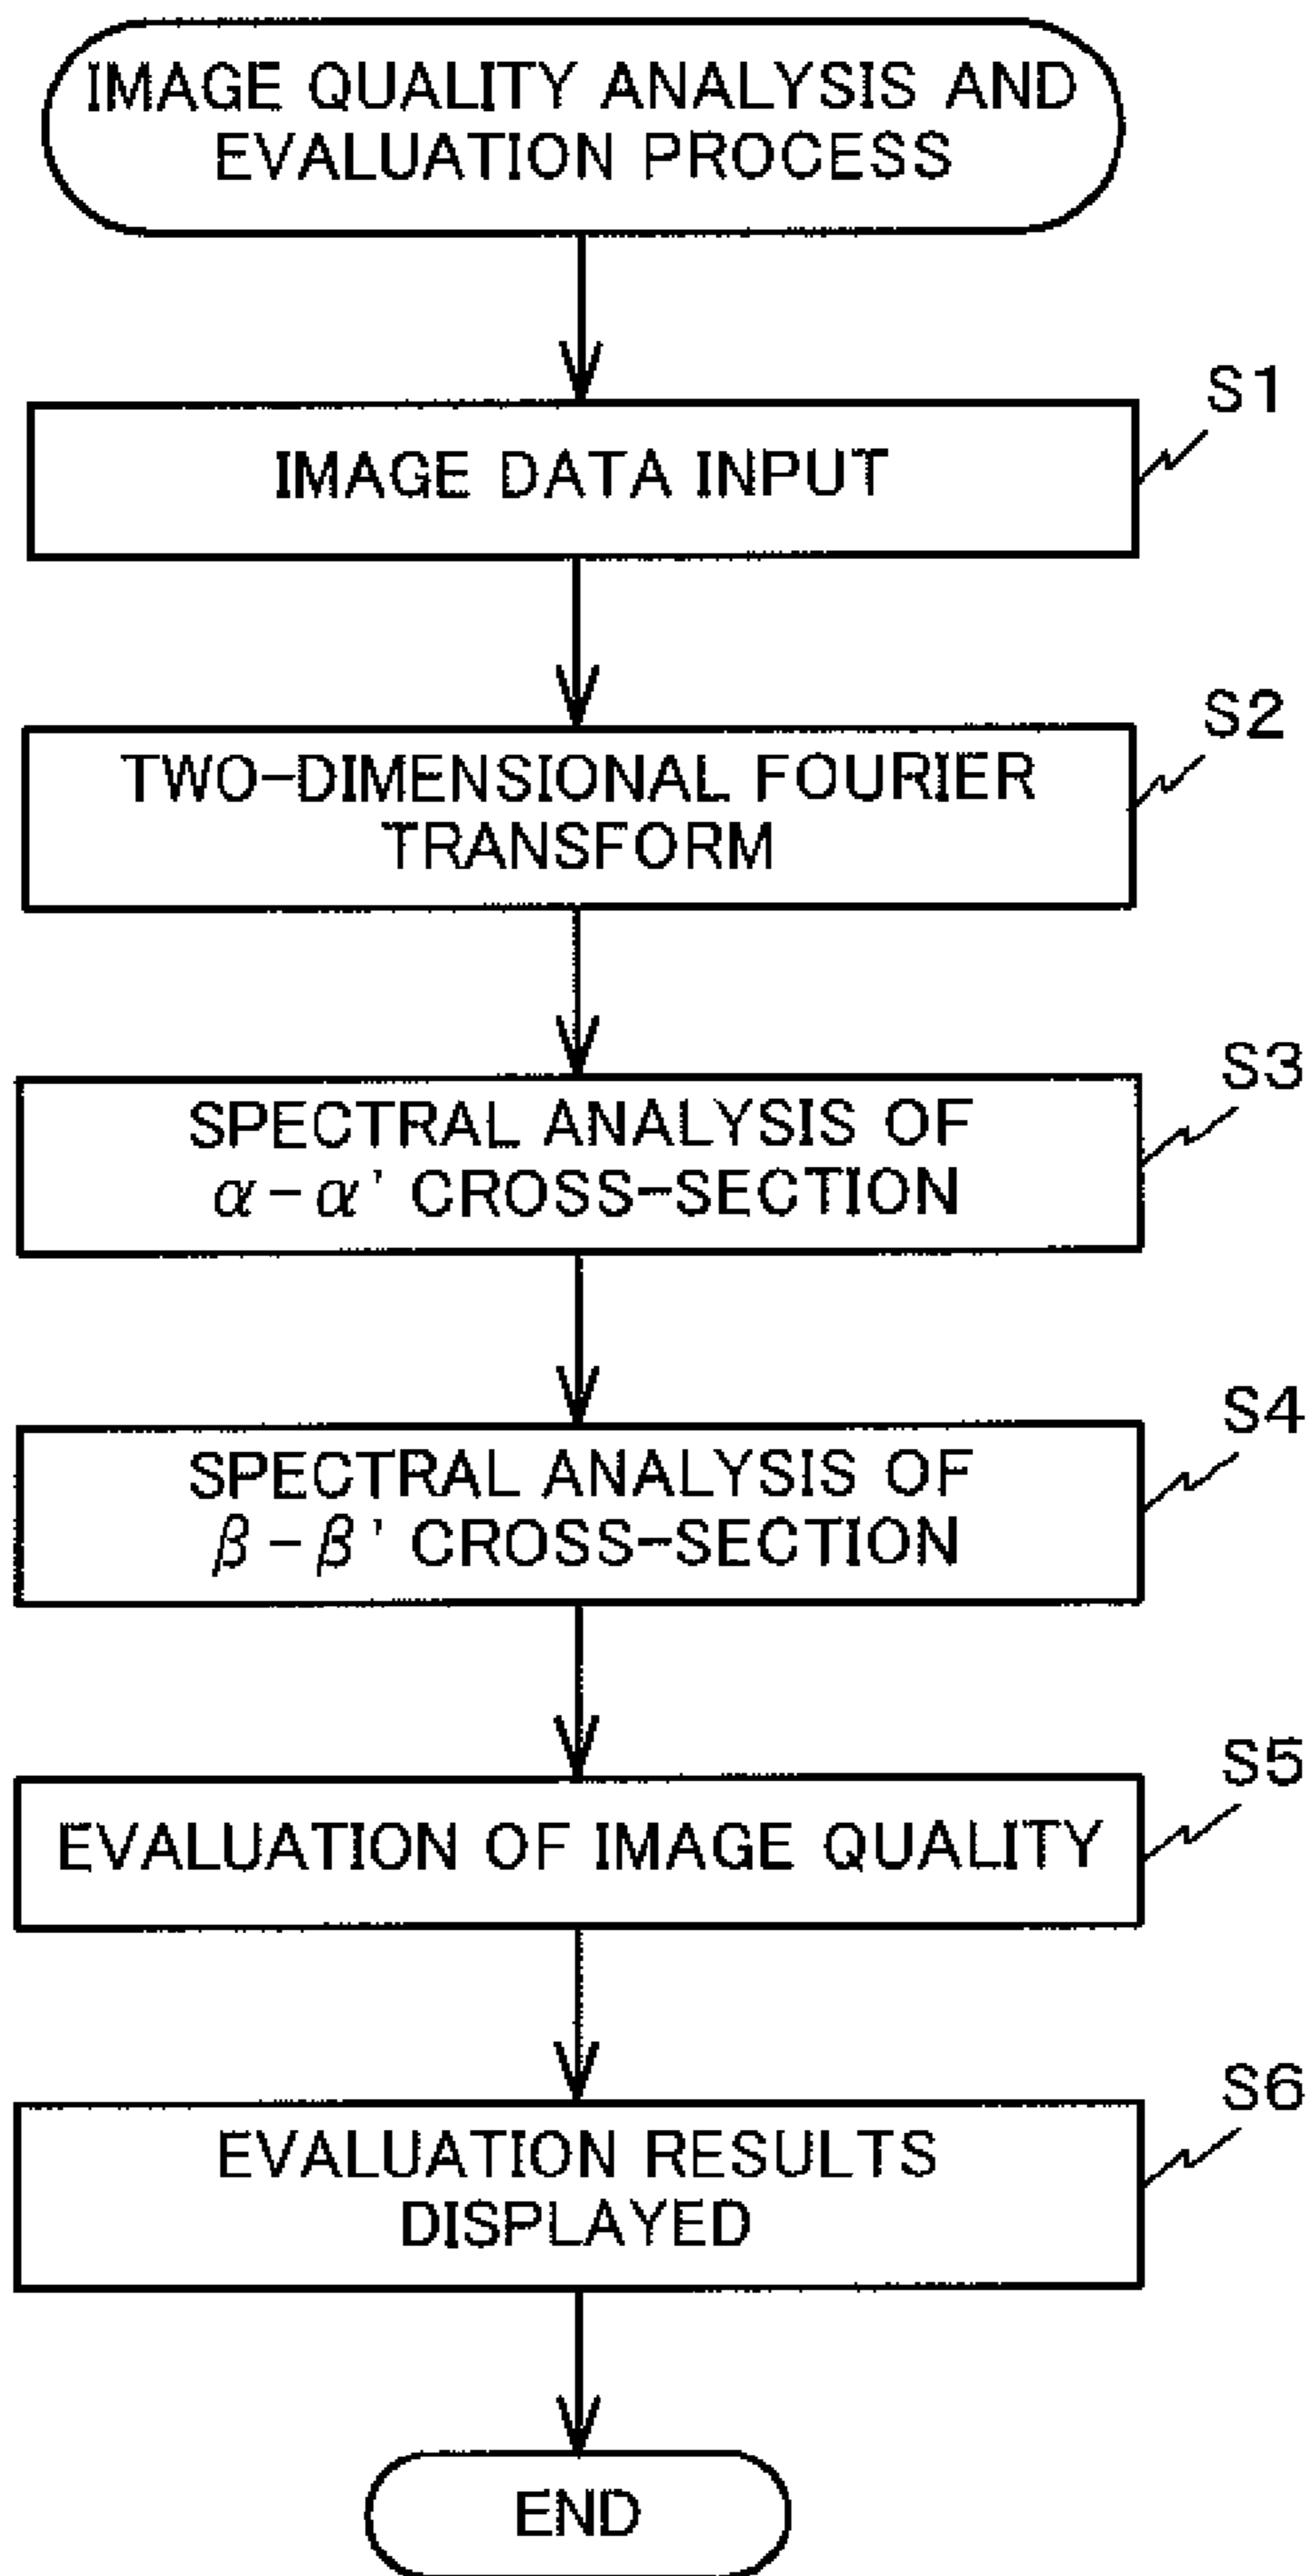 IMAGE QUALITY ANALYSIS AND
EVALUATION PROCESS
S1
IMAGE DATA INPUT
S2
TWO-DIMENSIONAL FOURIER
TRANSFORM
S3
SPECTRAL ANALYSIS OF
α-α' CROSS-SECTION
S4
SPECTRAL ANALYSIS OF
β-β' CROSS-SECTION
S5
EVALUATION OF IMAGE QUALITY
S6
EVALUATION RESULTS
DISPLAYED
END